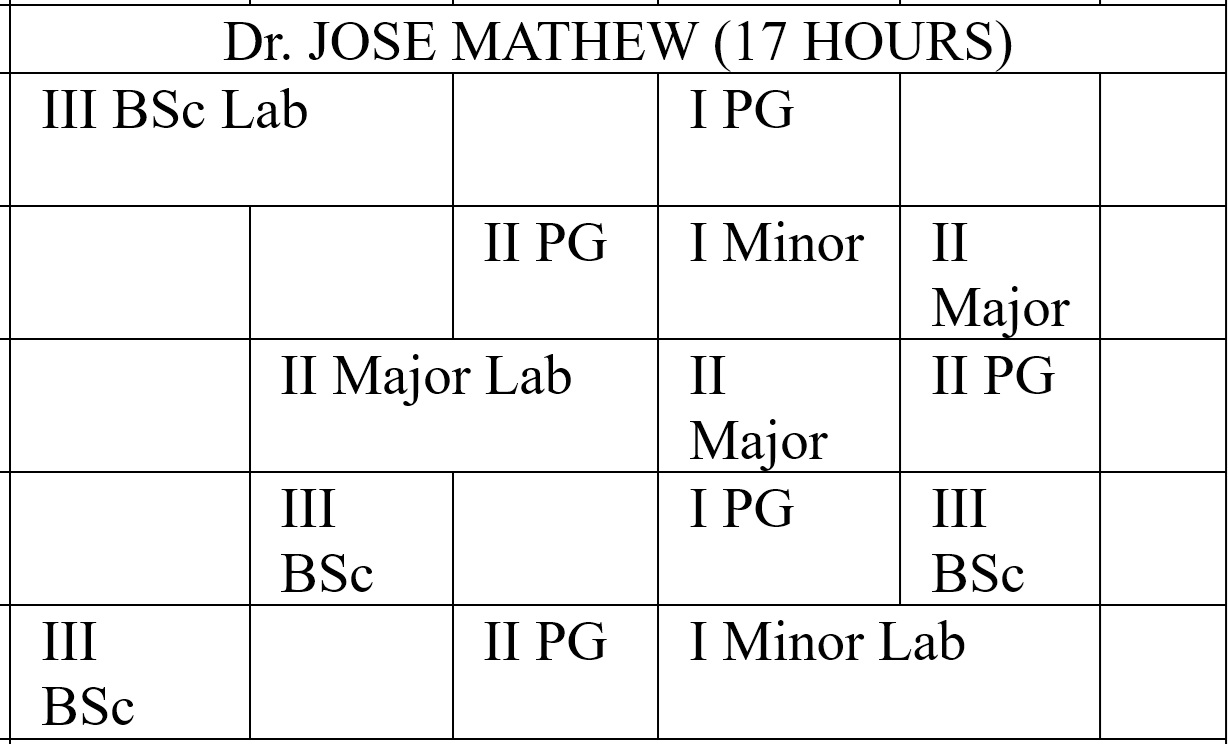 Dr. JOSE MATHEW (17 HOURS)
III BSc Lab I PG
II PG I Minor II
Major
II Major Lab II II PG
Major
III I PG III
BSc BSc
III II PG I Minor Lab
BSc